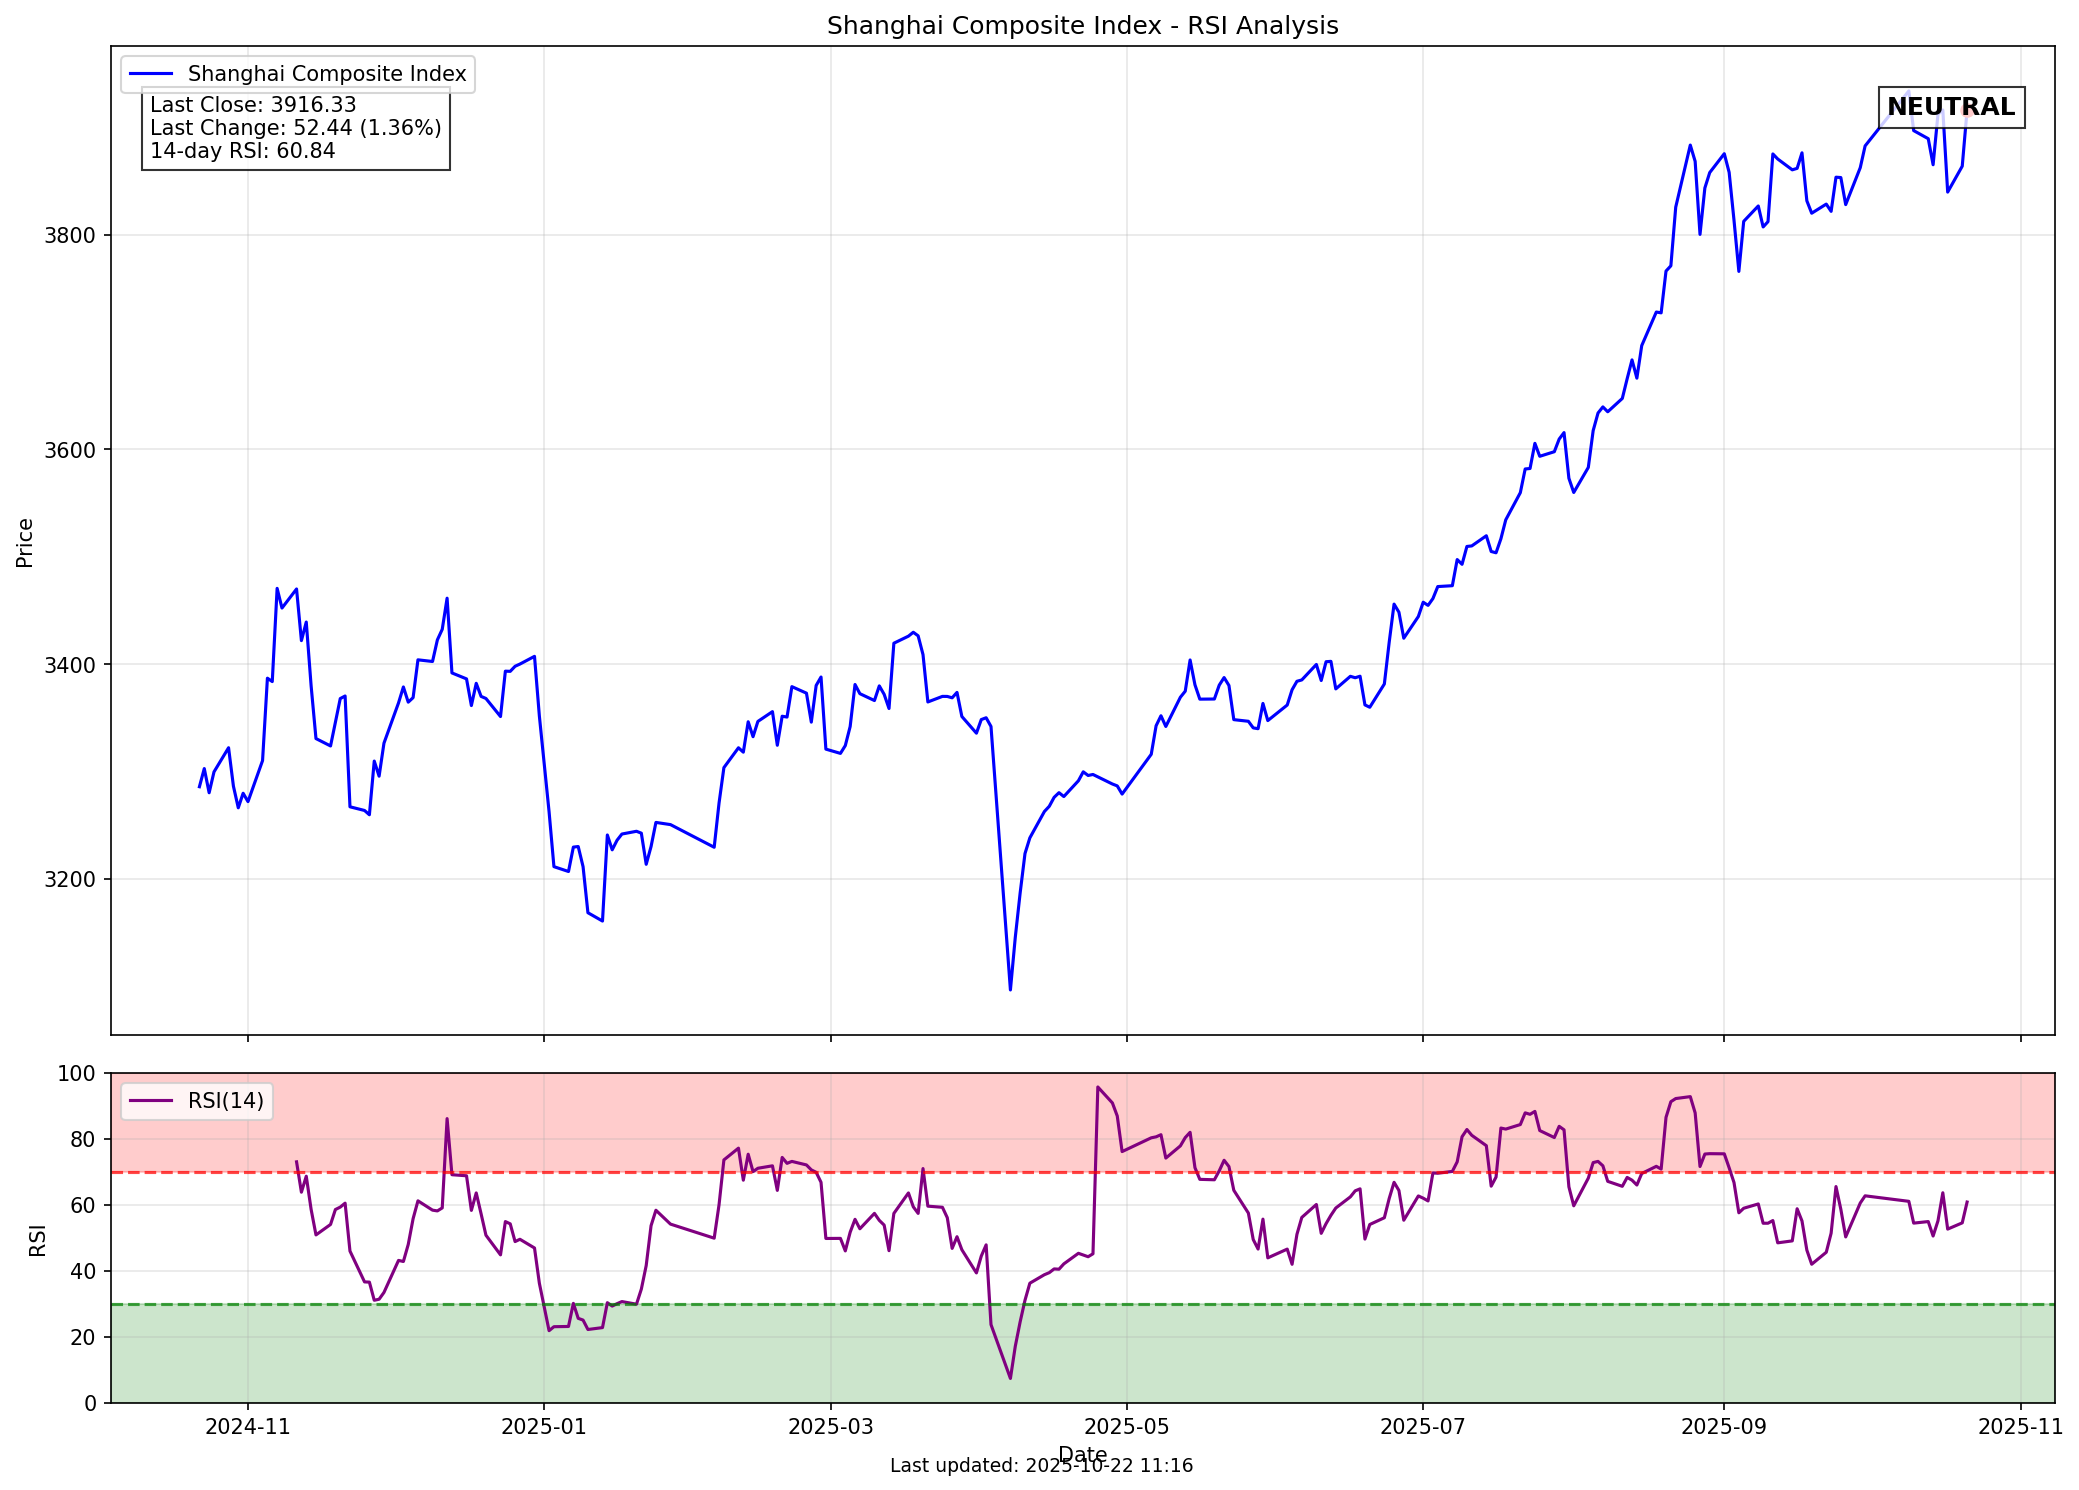 Shanghai Composite Index - RSI Analysis
Shanghai Composite Index
Last Close: 3916.33
Last Change: 52.44 (1.36%)
14-day RSI: 60.84
NEUTRAL
3800
3600
3400
3200
Price
RSI(14)
100
80
60
40
20
0
RSI
2024-11
2025-01
2025-03
2025-05
2025-07
2025-09
2025-11
Date
Last updated: 2025-10-22 11:16